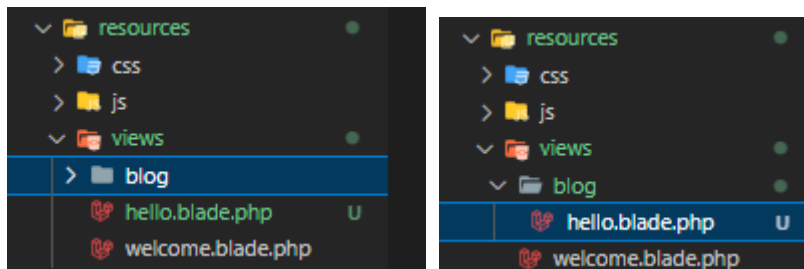 resources
css
js
views
blog
hello.blade.php U
welcome.blade.php
resources
css
js
views
blog
hello.blade.php U
welcome.blade.php